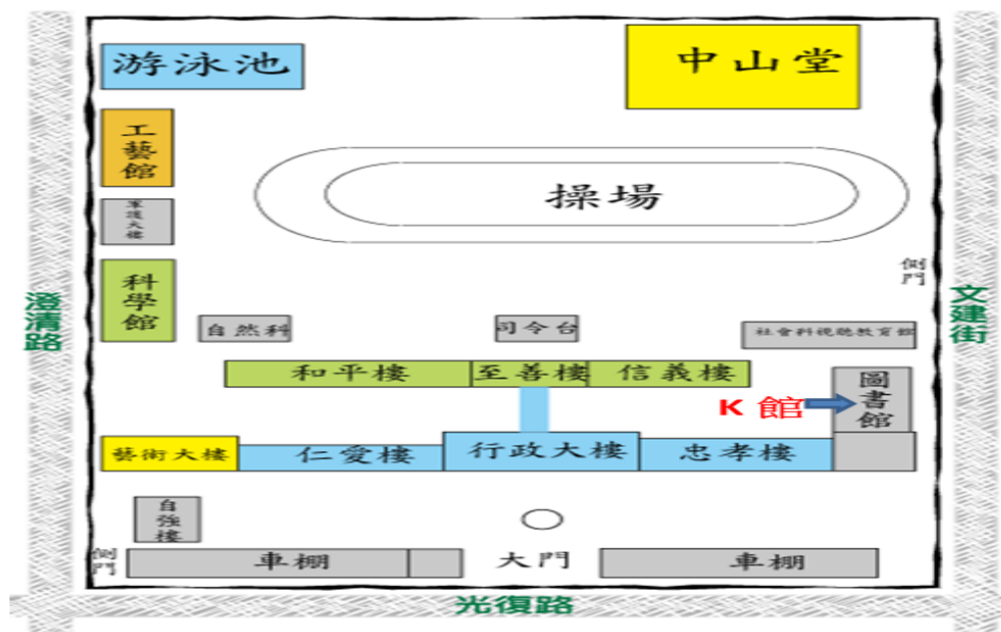 游泳池
中山堂
工藝館
軍護大樓
操場
側門
科學館
澄清路
文建街
自然科
司令台
社會科視聽教育館
和平樓
至善樓
信義樓
圖書館
K 館
藝術大樓
仁愛樓
行政大樓
忠孝樓
自強樓
側門
車棚
大門
車棚
光復路